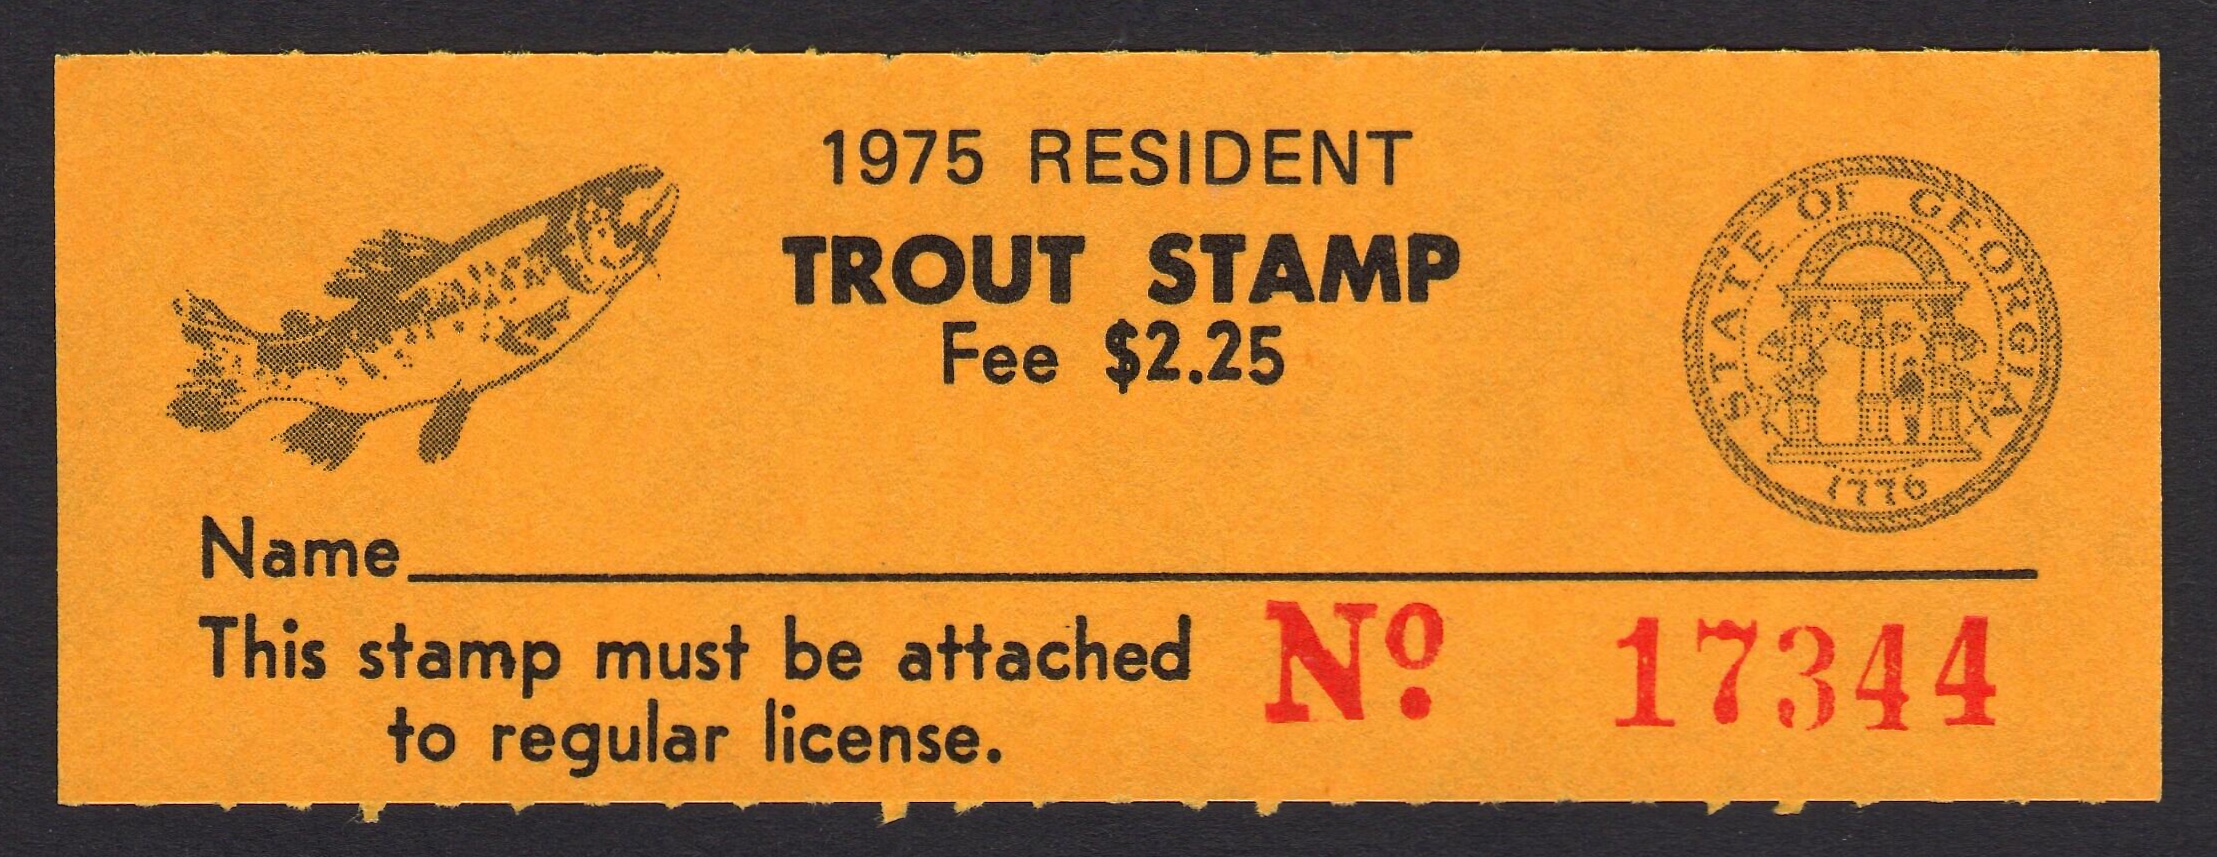 1975 RESIDENT
TROUT STAMP
Fee $2.25
STATE OF GEORGIA
1776
Name
This stamp must be attached
to regular license.
No 17344